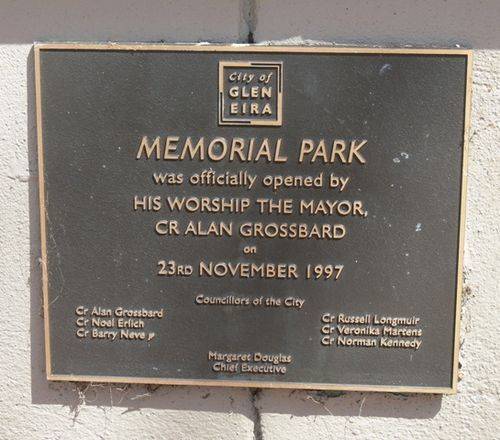 City of
GLEN
EIRA
MEMORIAL PARK
was officially opened by
HIS WORSHIP THE MAYOR,
CR ALAN GROSSBARD
on
23RD NOVEMBER 1997
Councillors of the City
Cr Alan Grossbard
Cr Noel Erlich
Cr Barry Neve JP
Cr Russell Longmuir
Cr Veronika Martens
Cr Norman Kennedy
Margaret Douglas
Chief Executive